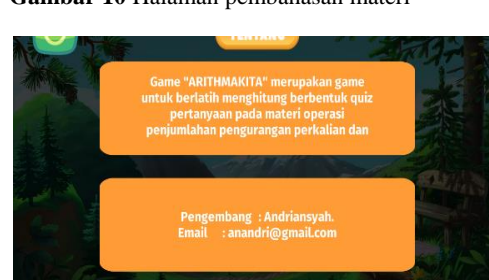 Gambar 10 Halaman pembahasan materi
TENTANG
Game "ARITHMAKITA" merupakan game
untuk berlatih menghitung berbentuk quiz
pertanyaan pada materi operasi
penjumlahan pengurangan perkalian dan
Pengembang : Andriansyah.
Email : anandri@gmail.com